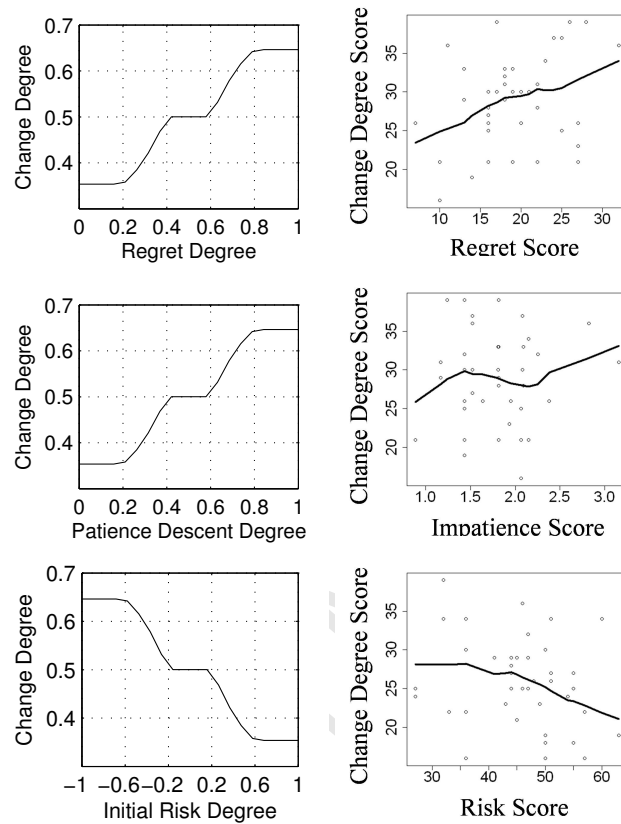 0.7
0.6
0.5
0.4
Change Degree
0 0.2 0.4 0.6 0.8 1
Regret Degree
35
30
25
20
Change Degree Score
10 15 20 25 30
Regret Score
0.7
0.6
0.5
0.4
Change Degree
0 0.2 0.4 0.6 0.8 1
Patience Descent Degree
35
30
25
20
Change Degree Score
1.0 1.5 2.0 2.5 3.0
Impatience Score
0.7
0.6
0.5
0.4
Change Degree
−1 −0.6−0.2 0.2 0.6 1
Initial Risk Degree
35
30
25
20
Change Degree Score
30 40 50 60
Risk Score